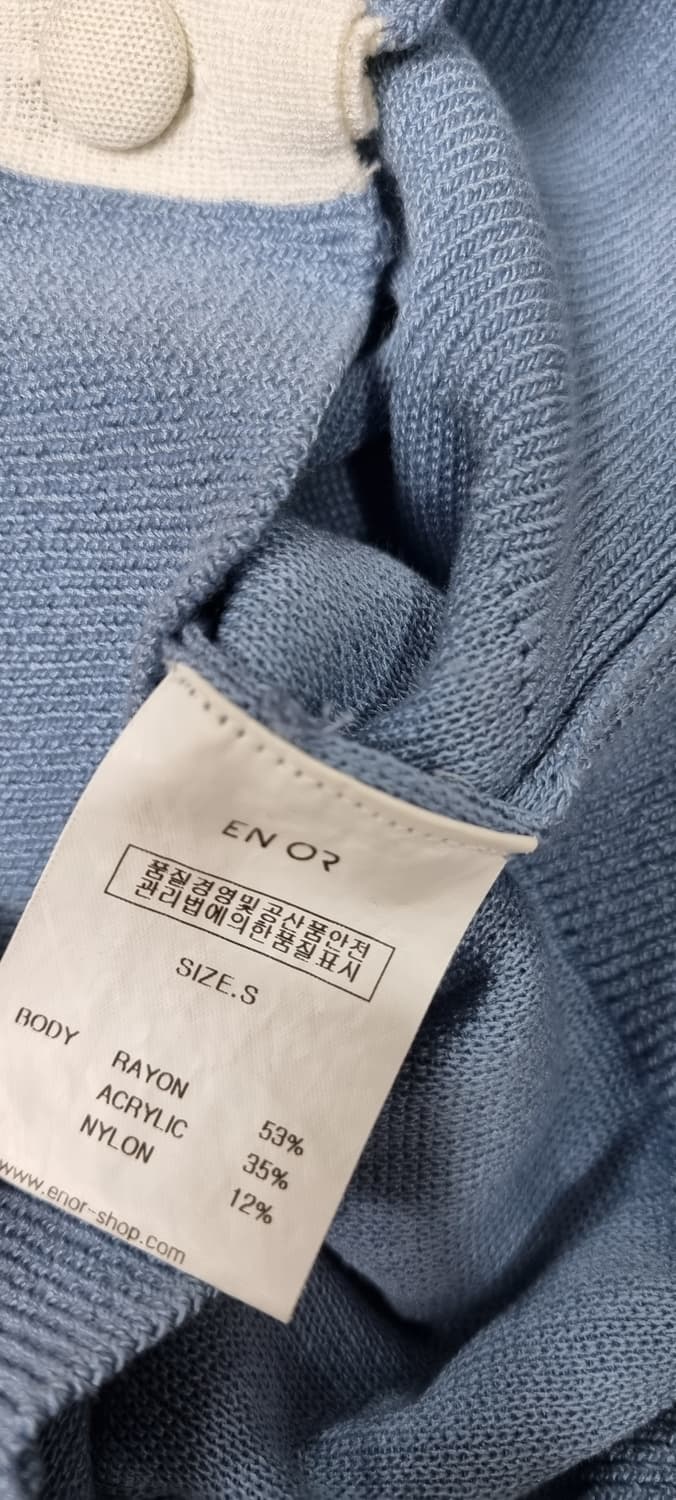 EN OR
품질경영및공산품안전
관리법에의한품질표시
SIZE.S
BODY
RAYON 53%
ACRYLIC 35%
NYLON 12%
www.enor-shop.com